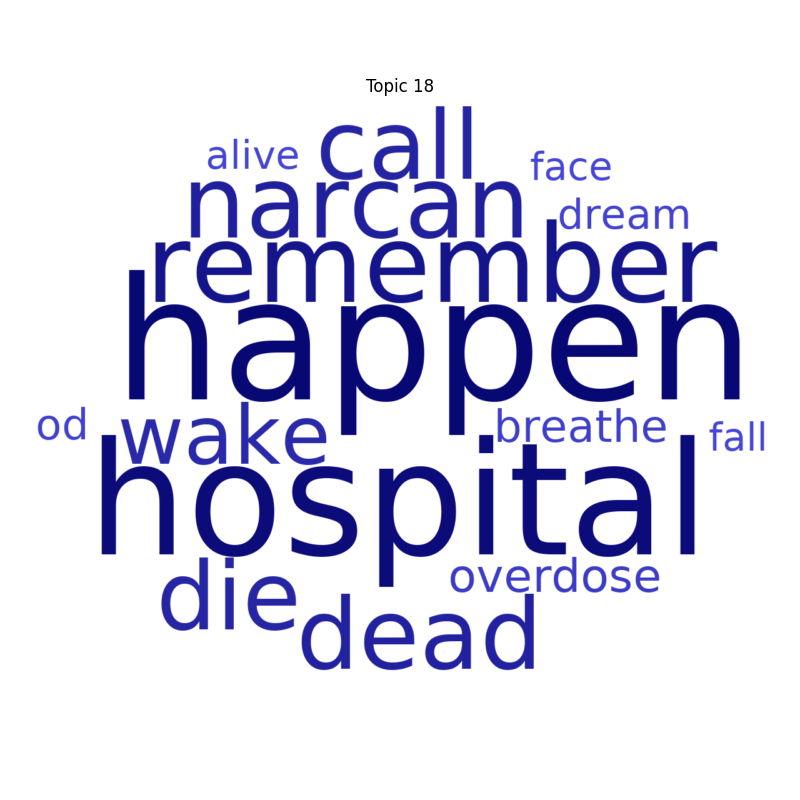 Topic 18
call
alive
face
narcan
dream
remember
happen
od
wake
breathe
fall
hospital
die
overdose
dead